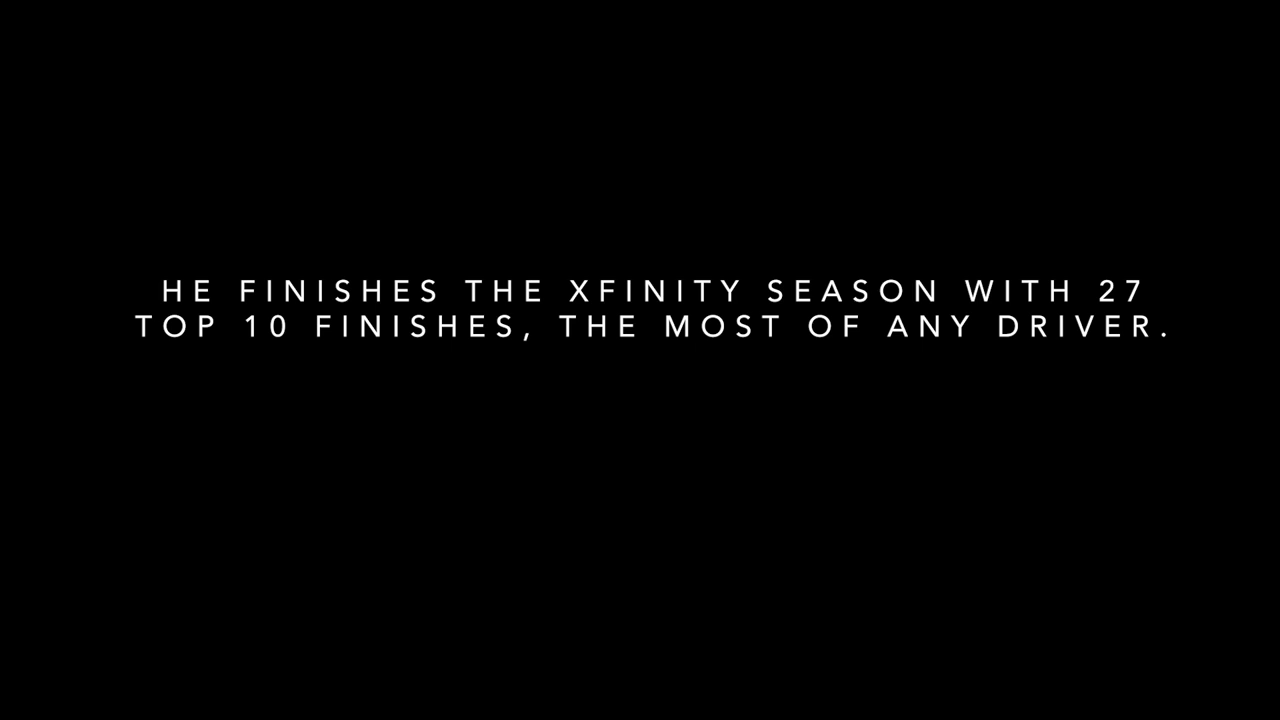 HE FINISHES THE XFINITY SEASON WITH 27
TOP 10 FINISHES, THE MOST OF ANY DRIVER.